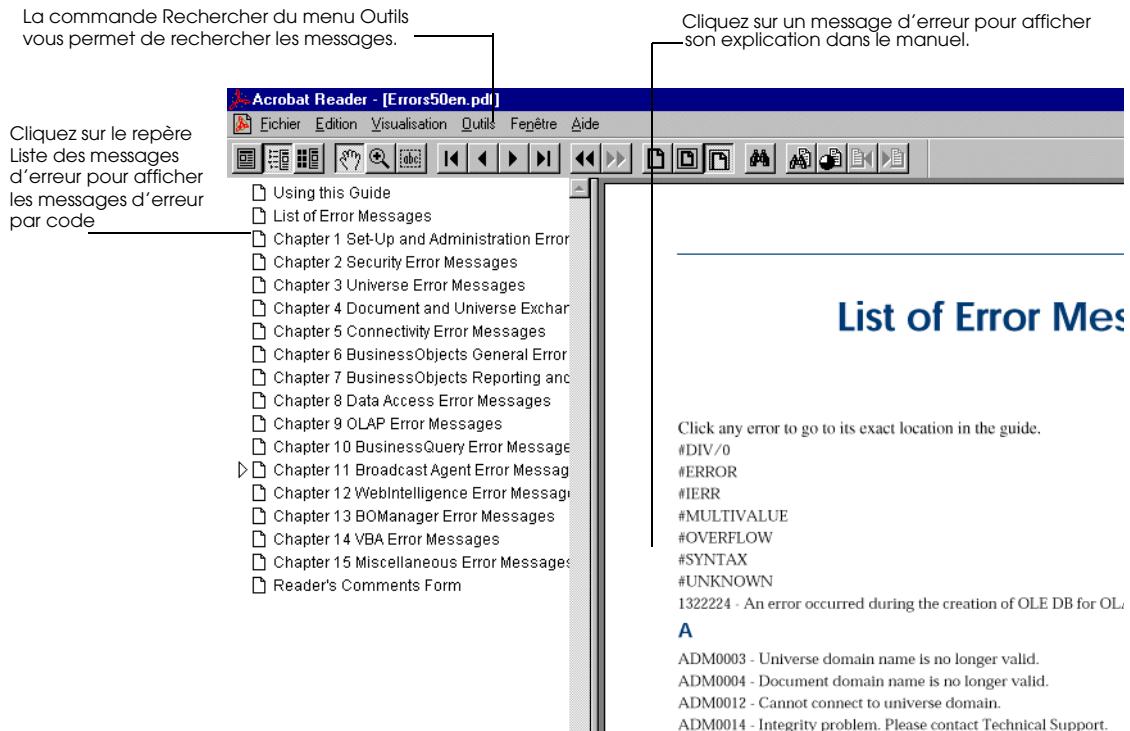 La commande Rechercher du menu Outils
vous permet de rechercher les messages.
Cliquez sur un message d'erreur pour afficher
son explication dans le manuel.
Cliquez sur le repère
Liste des messages
d'erreur pour afficher
les messages d'erreur
par code
Acrobat Reader - [Errors50en.pdf]
Fichier Edition Visualisation Outils Fenêtre Aide
abc
Using this Guide
List of Error Messages
Chapter 1 Set-Up and Administration Error
Chapter 2 Security Error Messages
Chapter 3 Universe Error Messages
Chapter 4 Document and Universe Exchan
Chapter 5 Connectivity Error Messages
Chapter 6 BusinessObjects General Error
Chapter 7 BusinessObjects Reporting and
Chapter 8 Data Access Error Messages
Chapter 9 OLAP Error Messages
Chapter 10 BusinessQuery Error Message
Chapter 11 Broadcast Agent Error Messag
Chapter 12 WebIntelligence Error Message
Chapter 13 BOManager Error Messages
Chapter 14 VBA Error Messages
Chapter 15 Miscellaneous Error Messages
Reader's Comments Form
List of Error Mes
Click any error to go to its exact location in the guide.
#DIV/0
#ERROR
#IERR
#MULTIVALUE
#OVERFLOW
#SYNTAX
#UNKNOWN
1322224 - An error occurred during the creation of OLE DB for OLA
A
ADM0003 - Universe domain name is no longer valid.
ADM0004 - Document domain name is no longer valid.
ADM0012 - Cannot connect to universe domain.
ADM0014 - Integrity problem. Please contact Technical Support.